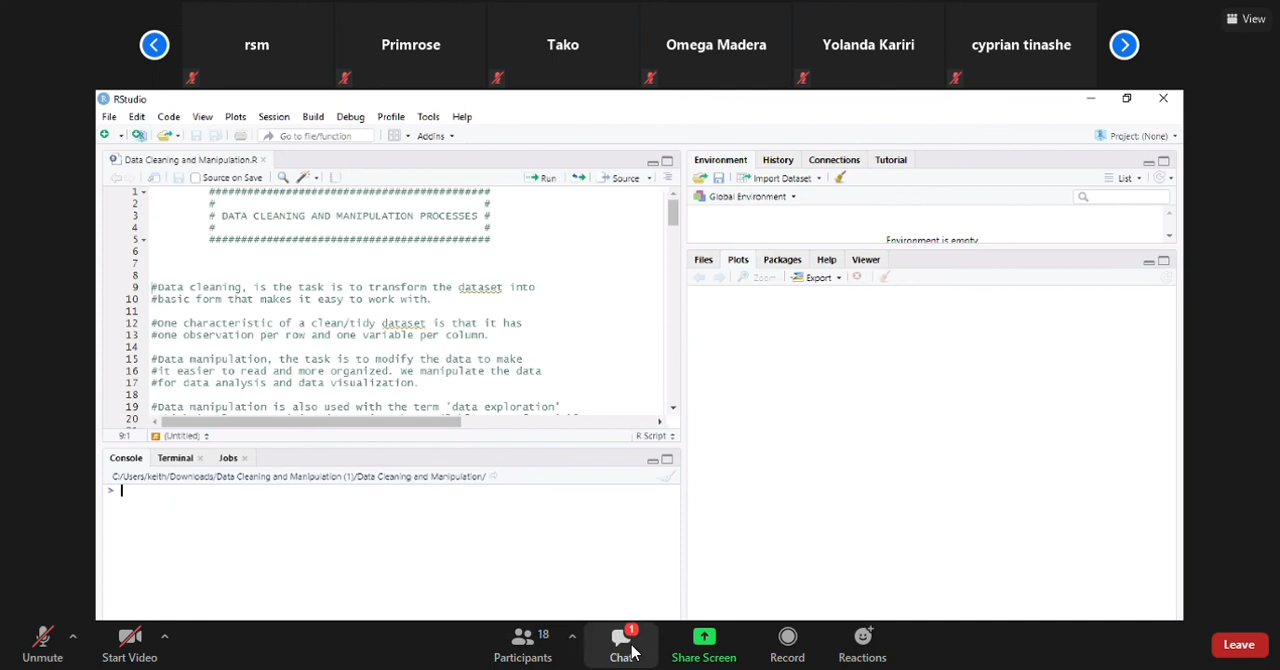 View
rsm
Primrose
Tako
Omega Madera
Yolanda Kariri
cyprian tinashe
RStudio
File Edit Code View Plots Session Build Debug Profile Tools Help
Go to file/function
Addins
Project: (None)
Data Cleaning and Manipulation.R
Source on Save
Run
Source
1 ############################################
2 # #
3 # DATA CLEANING AND MANIPULATION PROCESSES #
4 # #
5 ############################################
6
7
8
9 #Data cleaning, is the task is to transform the dataset into
10 #basic form that makes it easy to work with.
11
12 #One characteristic of a clean/tidy dataset is that it has
13 #one observation per row and one variable per column.
14
15 #Data manipulation, the task is to modify the data to make
16 #it easier to read and more organized. We manipulate the data
17 #for data analysis and data visualization.
18
19 #Data manipulation is also used with the term 'data exploration'
20
9:1 (Untitled) R Script
Console Terminal Jobs
C:/Users/keith/Downloads/Data Cleaning and Manipulation (1)/Data Cleaning and Manipulation/
>
Environment History Connections Tutorial
Import Dataset
List
Global Environment
Environment is empty
Files Plots Packages Help Viewer
Zoom
Export
Unmute
Start Video
18
Participants
1
Chat
Share Screen
Record
Reactions
Leave